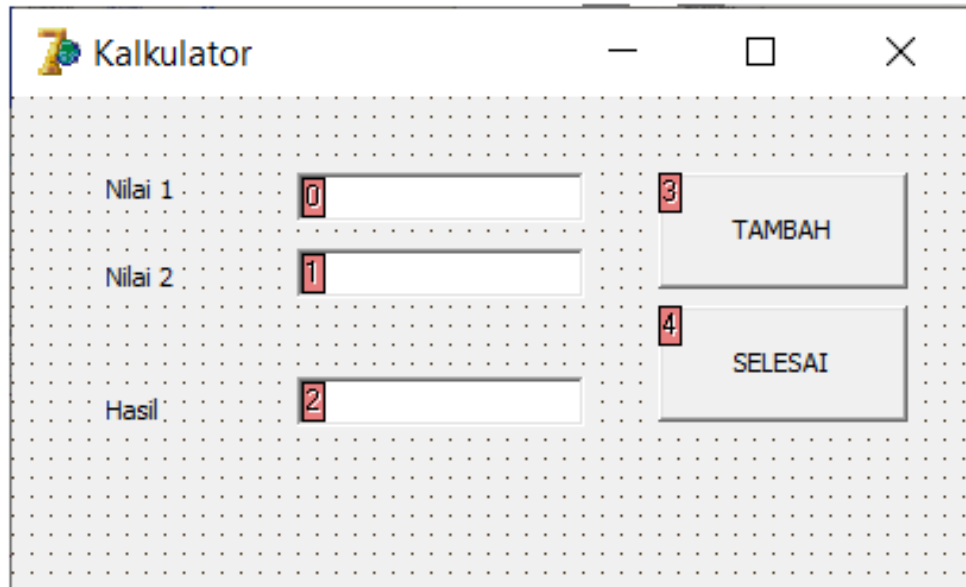 Kalkulator
Nilai 1
0
3
TAMBAH
Nilai 2
1
4
SELESAI
Hasil
2